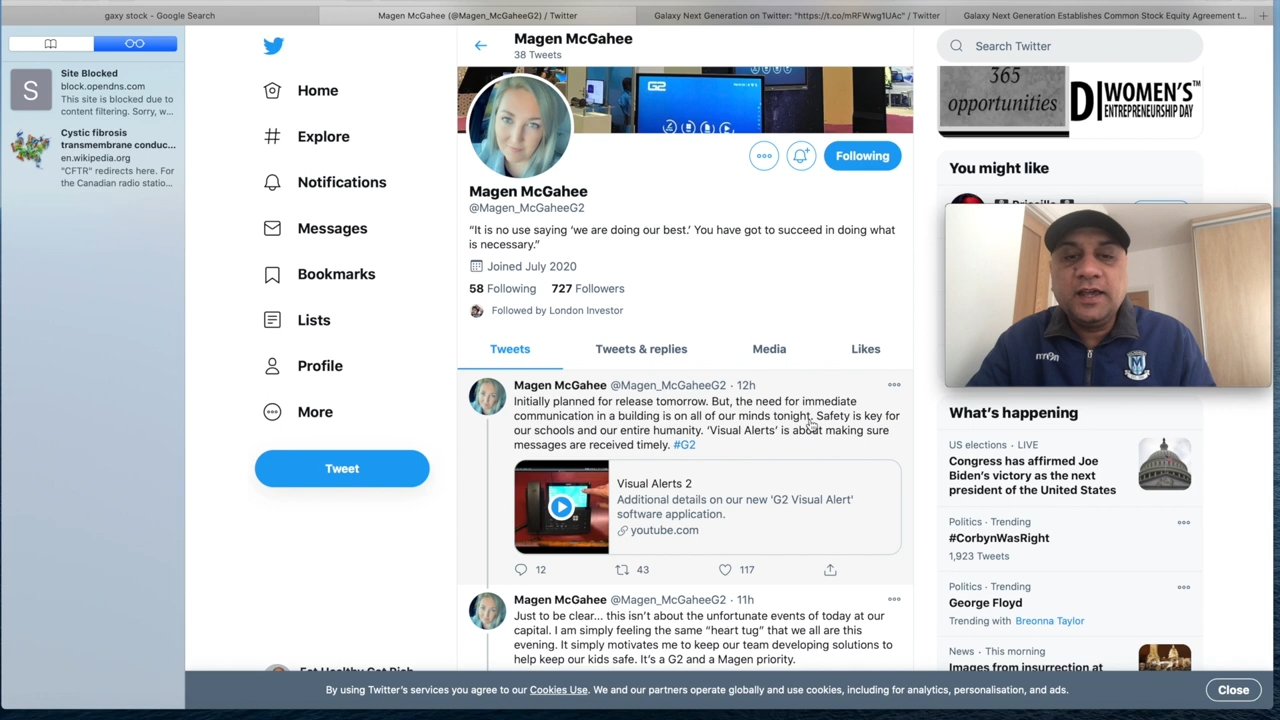 gaxy stock - Google Search
Magen McGahee (@Magen_McGaheeG2) / Twitter
Galaxy Next Generation on Twitter: "https://t.co/mRFWwg1UAc" / Twitter
Galaxy Next Generation Establishes Common Stock Equity Agreement t...
S
Site Blocked
block.opendns.com
This site is blocked due to
content filtering. Sorry, w...
Cystic fibrosis
transmembrane conduc...
en.wikipedia.org
"CFTR" redirects here. For
the Canadian radio statio...
Home
Explore
Notifications
Messages
Bookmarks
Lists
Profile
More
Tweet
Eat Healthy Get Rich
Magen McGahee
38 Tweets
G2
Following
Magen McGahee
@Magen_McGaheeG2
“It is no use saying ‘we are doing our best.’ You have got to succeed in doing what
is necessary.”
Joined July 2020
58 Following 727 Followers
Followed by London Investor
Tweets Tweets & replies Media Likes
Magen McGahee @Magen_McGaheeG2 · 12h
Initially planned for release tomorrow. But, the need for immediate
communication in a building is on all of our minds tonight. Safety is key for
our schools and our entire humanity. ‘Visual Alerts’ is about making sure
messages are received timely. #G2
Visual Alerts 2
Additional details on our new 'G2 Visual Alert'
software application.
youtube.com
12 43 117
Magen McGahee @Magen_McGaheeG2 · 11h
Just to be clear... this isn’t about the unfortunate events of today at our
capital. I am simply feeling the same “heart tug” that we all are this
evening. It simply motivates me to keep our team developing solutions to
help keep our kids safe. It’s a G2 and a Magen priority.
Search Twitter
365
opportunities
DI WOMEN'S™
ENTREPRENEURSHIP DAY
You might like
What’s happening
US elections · LIVE
Congress has affirmed Joe
Biden’s victory as the next
president of the United States
Politics · Trending
#CorbynWasRight
1,923 Tweets
Politics · Trending
George Floyd
Trending with Breonna Taylor
News · This morning
Images from insurrection at
By using Twitter’s services you agree to our Cookies Use. We and our partners operate globally and use cookies, including for analytics, personalisation, and ads.
Close